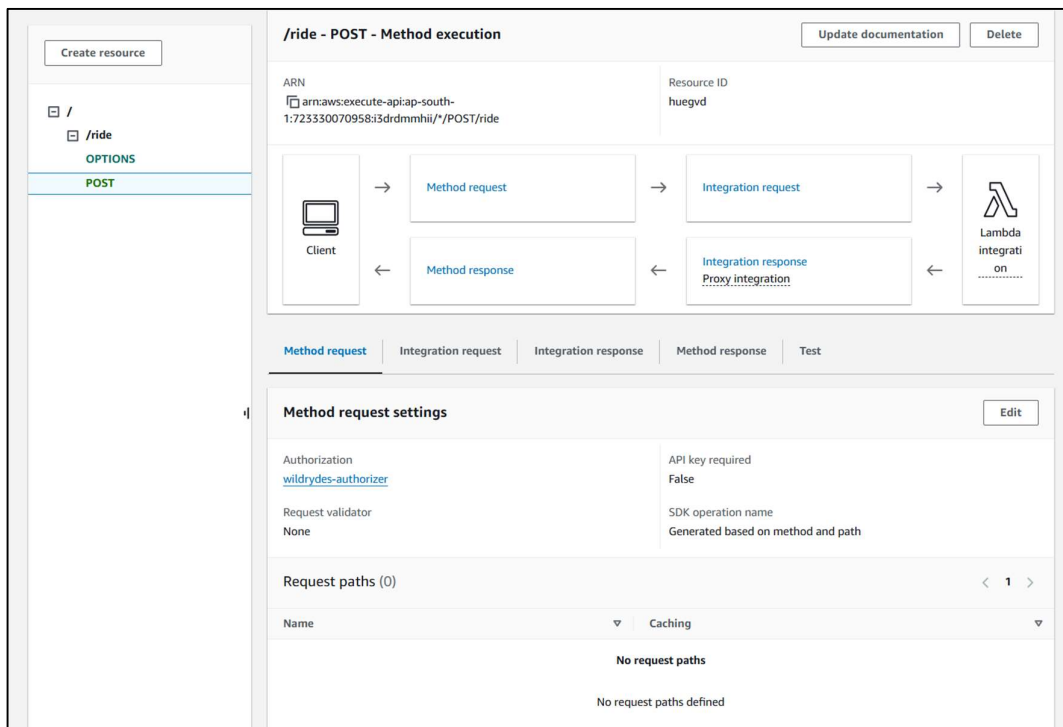 Create resource
/
/ride
OPTIONS
POST
/ride - POST - Method execution
Update documentation
Delete
ARN
arn:aws:execute-api:ap-south-
1:723330070958:i3drdmmhii/*/POST/ride
Resource ID
huegvd
Client
Method request
Integration request
Method response
Integration response
Proxy integration
Lambda
integrati
on
Method request
Integration request
Integration response
Method response
Test
Method request settings
Edit
Authorization
wildrydes-authorizer
API key required
False
Request validator
None
SDK operation name
Generated based on method and path
Request paths (0)
1
Name
Caching
No request paths
No request paths defined